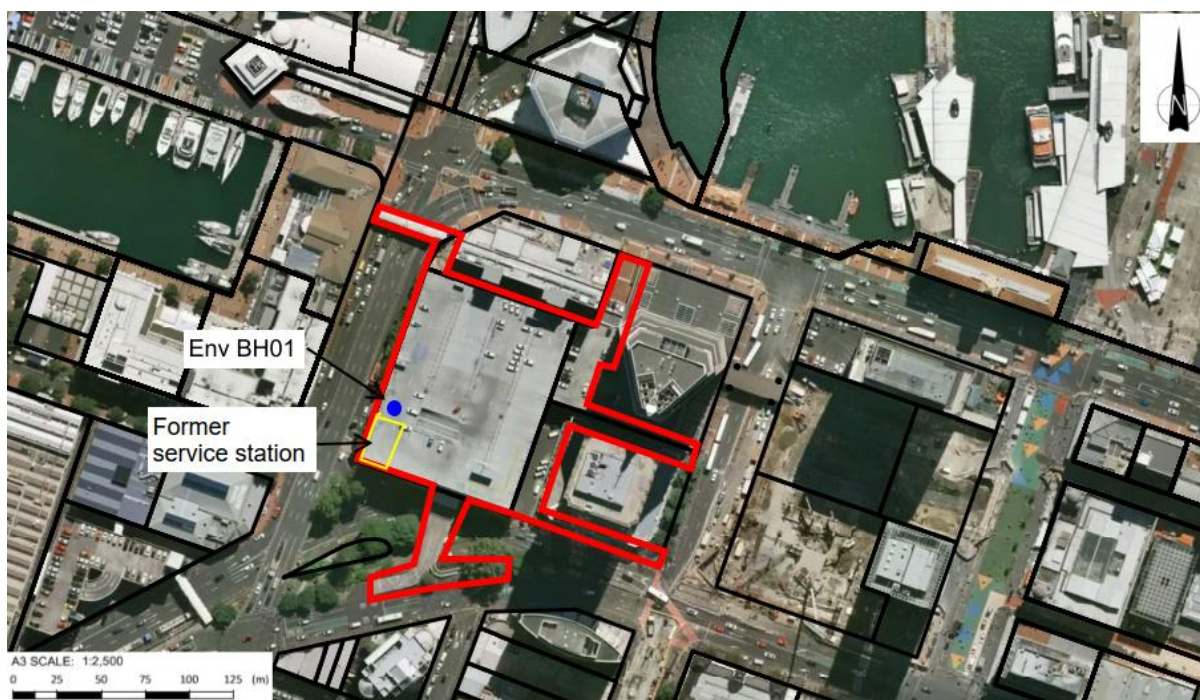 N
Env BH01
Former
service station
A3 SCALE: 1:2,500
0 25 50 75 100 125 (m)